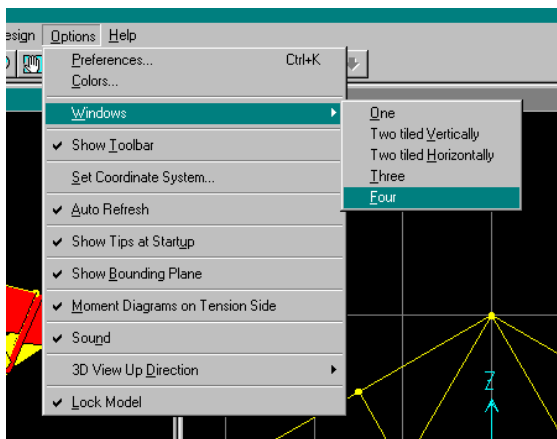 esign Options Help
Preferences... Ctrl+K
Colors...
Windows
One
Two tiled Vertically
Two tiled Horizontally
Three
Four
Show Toolbar
Set Coordinate System...
Auto Refresh
Show Tips at Startup
Show Bounding Plane
Moment Diagrams on Tension Side
Sound
3D View Up Direction
Lock Model
Z